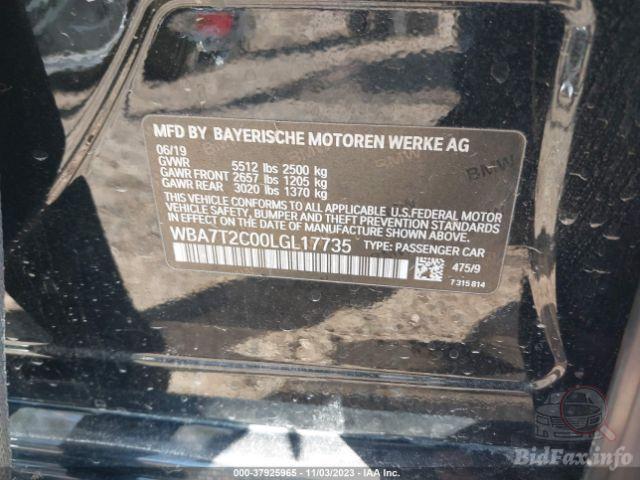 MFD BY BAYERISCHE MOTOREN WERKE AG
06/19
GVWR 5512 lbs 2500 kg
GAWR FRONT 2657 lbs 1205 kg
GAWR REAR 3020 lbs 1370 kg
THIS VEHICLE CONFORMS TO ALL APPLICABLE U.S.FEDERAL MOTOR
VEHICLE SAFETY, BUMPER AND THEFT PREVENTION STANDARDS
IN EFFECT ON THE DATE OF MANUFACTURE SHOWN ABOVE.
WBA7T2C00LGL17735 TYPE: PASSENGER CAR
475/9
7 315 814
BMW
BMW
000-37925965 - 11/03/2023 - IAA Inc.
BidFax.info